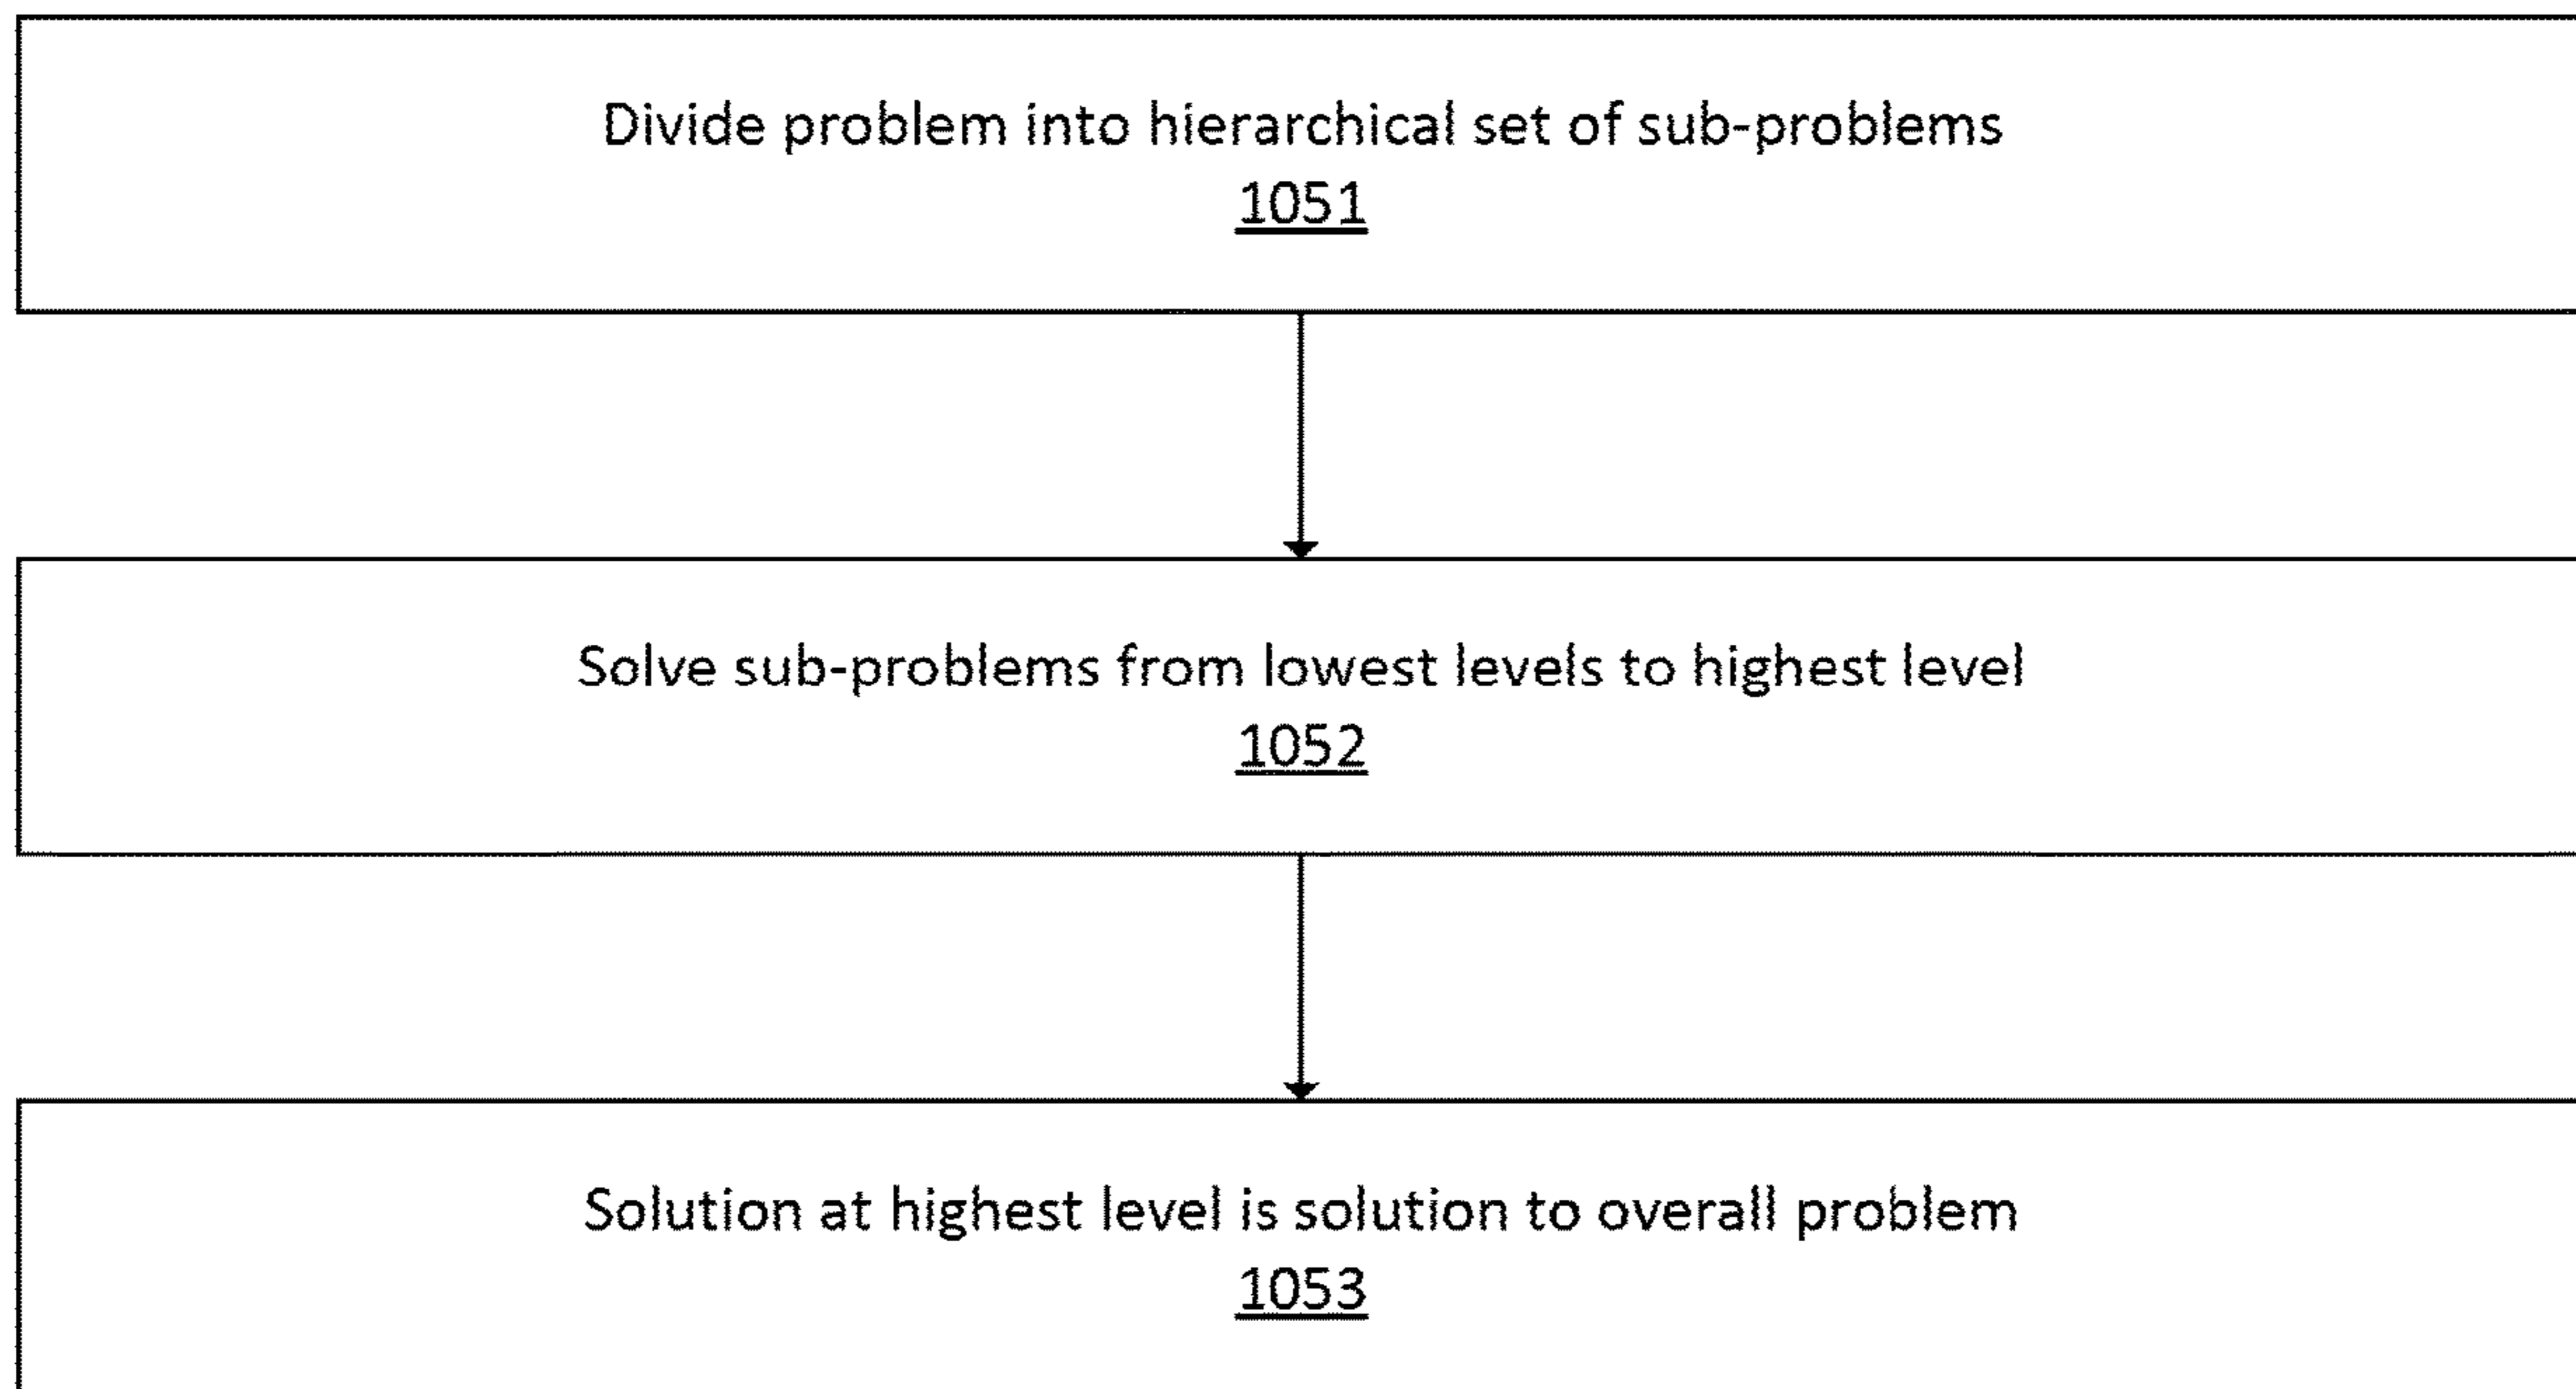 Divide problem into hierarchical set of sub-problems
1051
Solve sub-problems from lowest levels to highest level
1052
Solution at highest level is solution to overall problem
1053